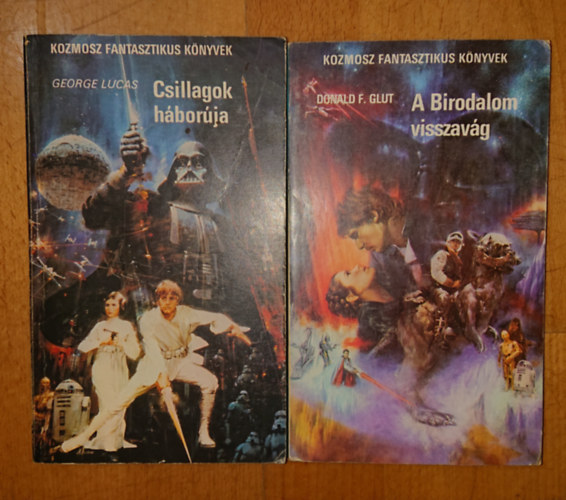 KOZMOSZ FANTASZTIKUS KÖNYVEK
GEORGE LUCAS
Csillagok
háborúja
KOZMOSZ FANTASZTIKUS KÖNYVEK
DONALD F. GLUT
A Birodalom
visszavág